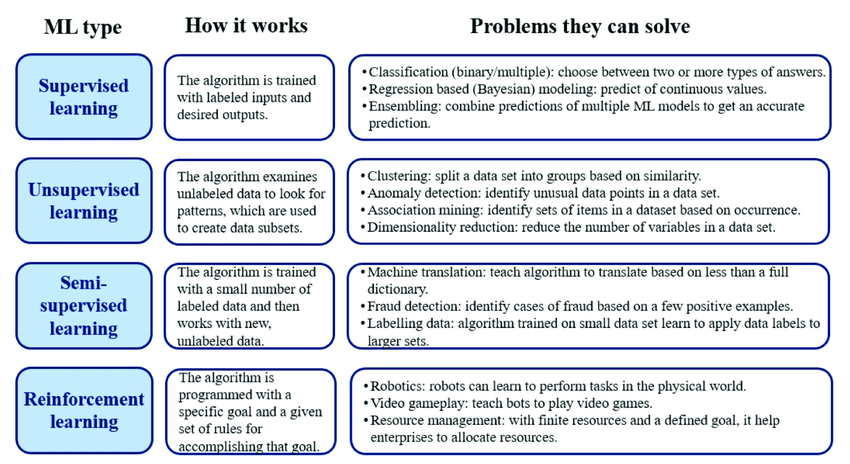 ML type
How it works
Problems they can solve
Supervised
learning
The algorithm is trained
with labeled inputs and
desired outputs.
•Classification (binary/multiple): choose between two or more types of answers.
•Regression based (Bayesian) modeling: predict of continuous values.
•Ensembling: combine predictions of multiple ML models to get an accurate
prediction.
Unsupervised
learning
The algorithm examines
unlabeled data to look for
patterns, which are used
to create data subsets.
•Clustering: split a data set into groups based on similarity.
•Anomaly detection: identify unusual data points in a data set.
•Association mining: identify sets of items in a dataset based on occurrence.
•Dimensionality reduction: reduce the number of variables in a data set.
Semi-
supervised
learning
The algorithm is trained
with a small number of
labeled data and then
works with new,
unlabeled data.
•Machine translation: teach algorithm to translate based on less than a full
dictionary.
•Fraud detection: identify cases of fraud based on a few positive examples.
•Labelling data: algorithm trained on small data set learn to apply data labels to
larger sets.
Reinforcement
learning
The algorithm is
programmed with a
specific goal and a given
set of rules for
accomplishing that goal.
•Robotics: robots can learn to perform tasks in the physical world.
•Video gameplay: teach bots to play video games.
•Resource management: with finite resources and a defined goal, it help
enterprises to allocate resources.